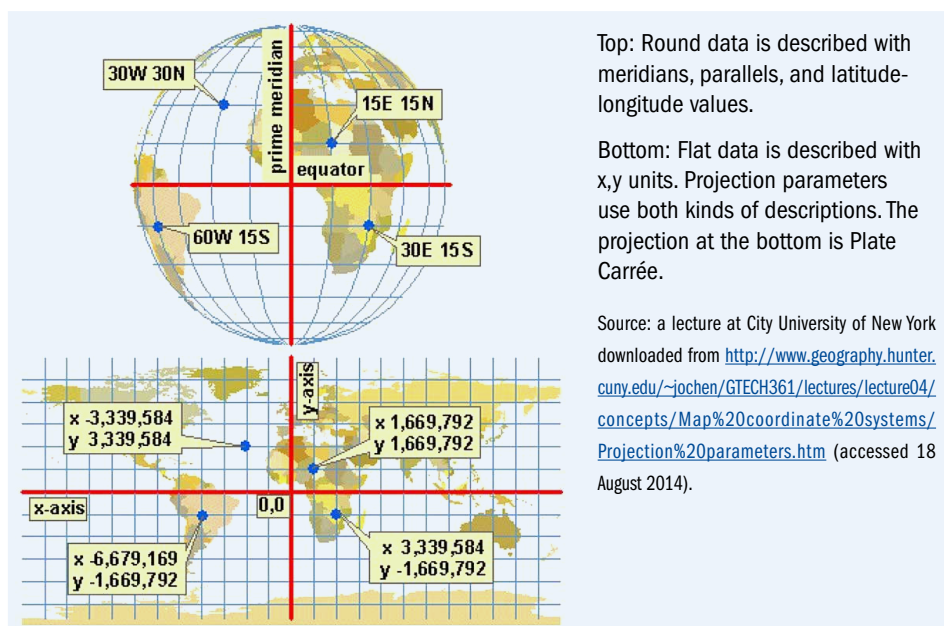 30W 30N
prime meridian
15E 15N
equator
60W 15S
30E 15S
y-axis
x -3,339,584
y 3,339,584
x 1,669,792
y 1,669,792
x-axis
0,0
x -6,679,169
y -1,669,792
x 3,339,584
y -1,669,792
Top: Round data is described with
meridians, parallels, and latitude-
longitude values.
Bottom: Flat data is described with
x,y units. Projection parameters
use both kinds of descriptions. The
projection at the bottom is Plate
Carrée.
Source: a lecture at City University of New York
downloaded from http://www.geography.hunter.
cuny.edu/~jochen/GTECH361/lectures/lecture04/
concepts/Map%20coordinate%20systems/
Projection%20parameters.htm (accessed 18
August 2014).